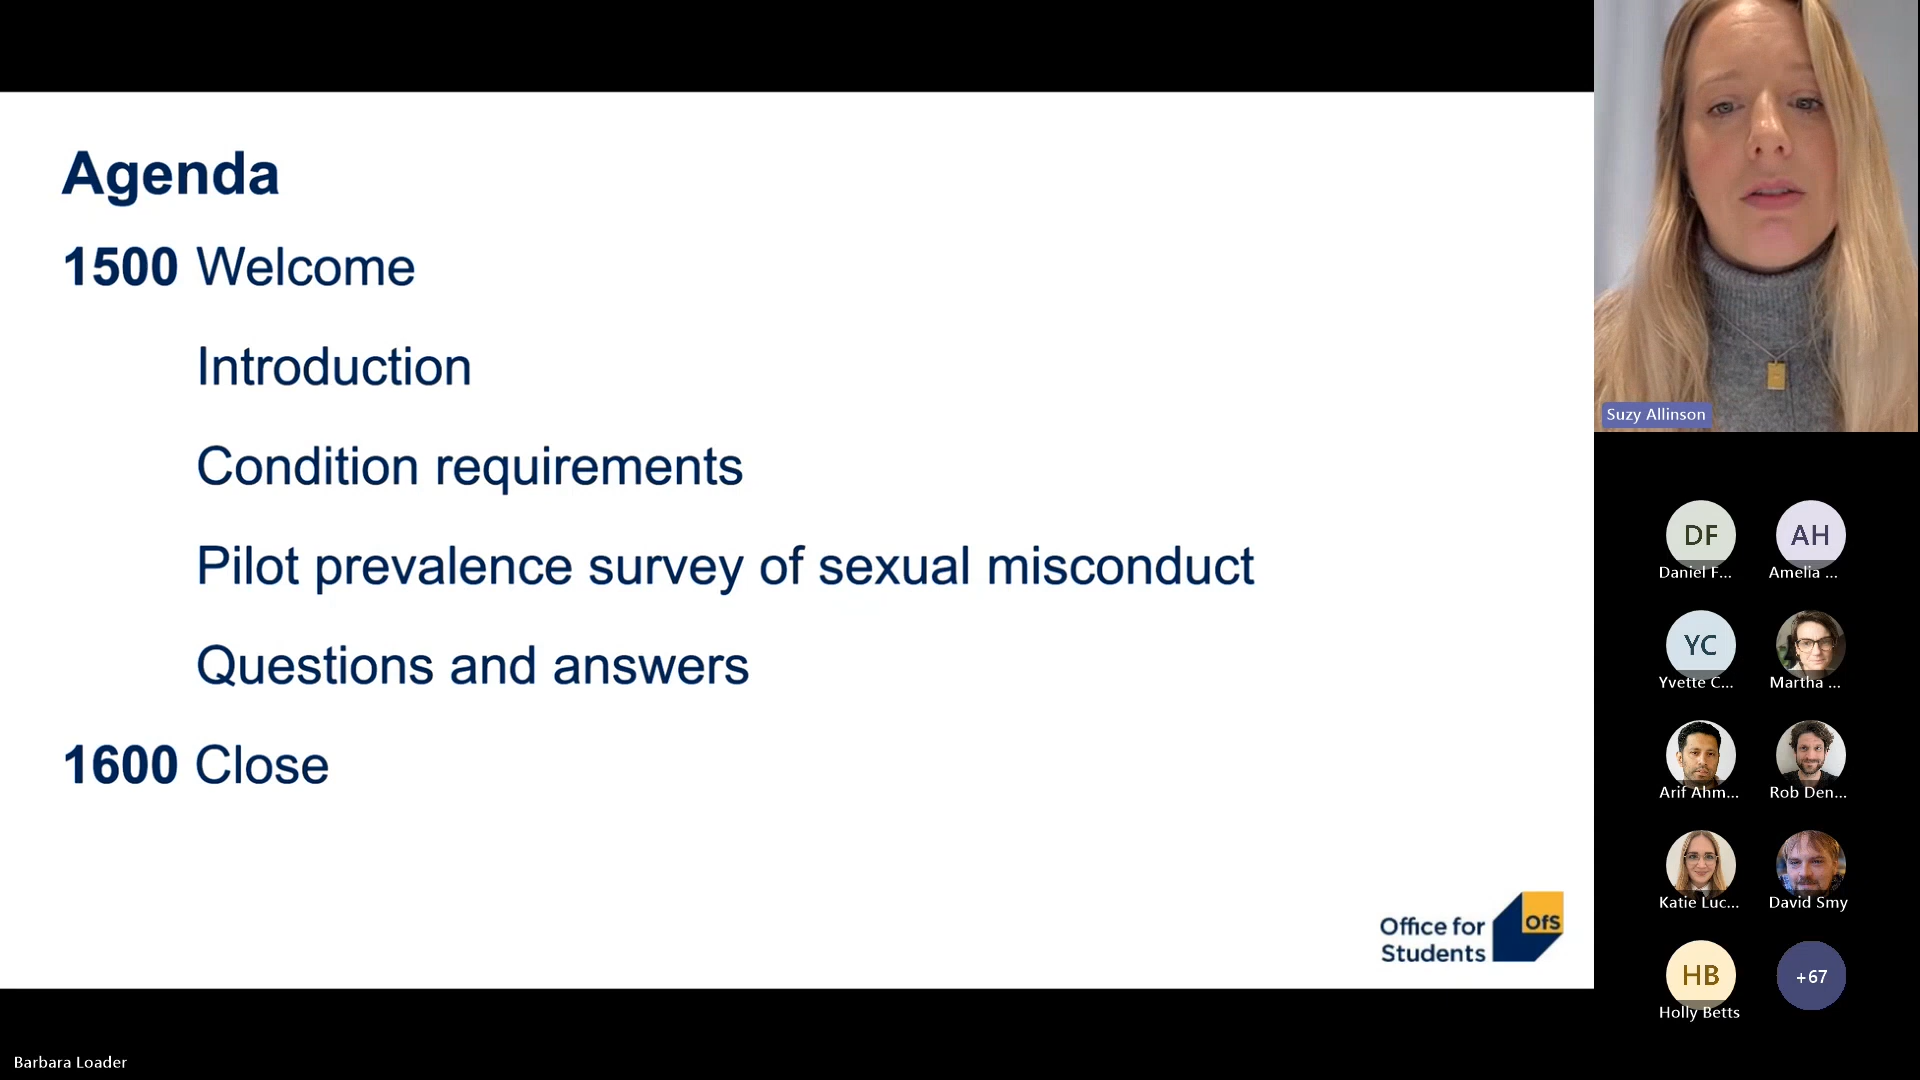 Agenda
1500 Welcome
Introduction
Condition requirements
Pilot prevalence survey of sexual misconduct
Questions and answers
1600 Close
Office for
Students
OfS
Suzy Allinson
DF
AH
Daniel F...
Amelia ...
YC
Yvette C...
Martha ...
Arif Ahm...
Rob Den...
Katie Luc...
David Smy
HB
+67
Holly Betts
Barbara Loader